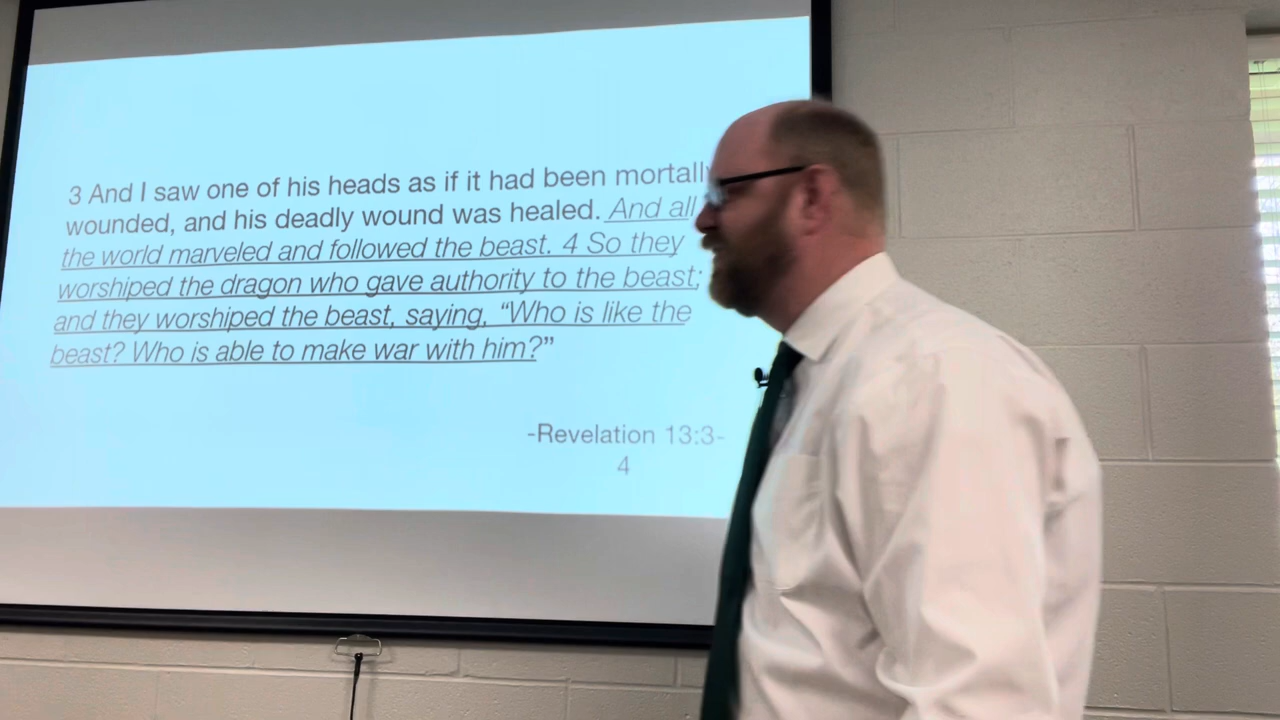 3 And I saw one of his heads as if it had been mortally
wounded, and his deadly wound was healed. And all
the world marveled and followed the beast. 4 So they
worshiped the dragon who gave authority to the beast;
and they worshiped the beast, saying, “Who is like the
beast? Who is able to make war with him?”
-Revelation 13:3-
4